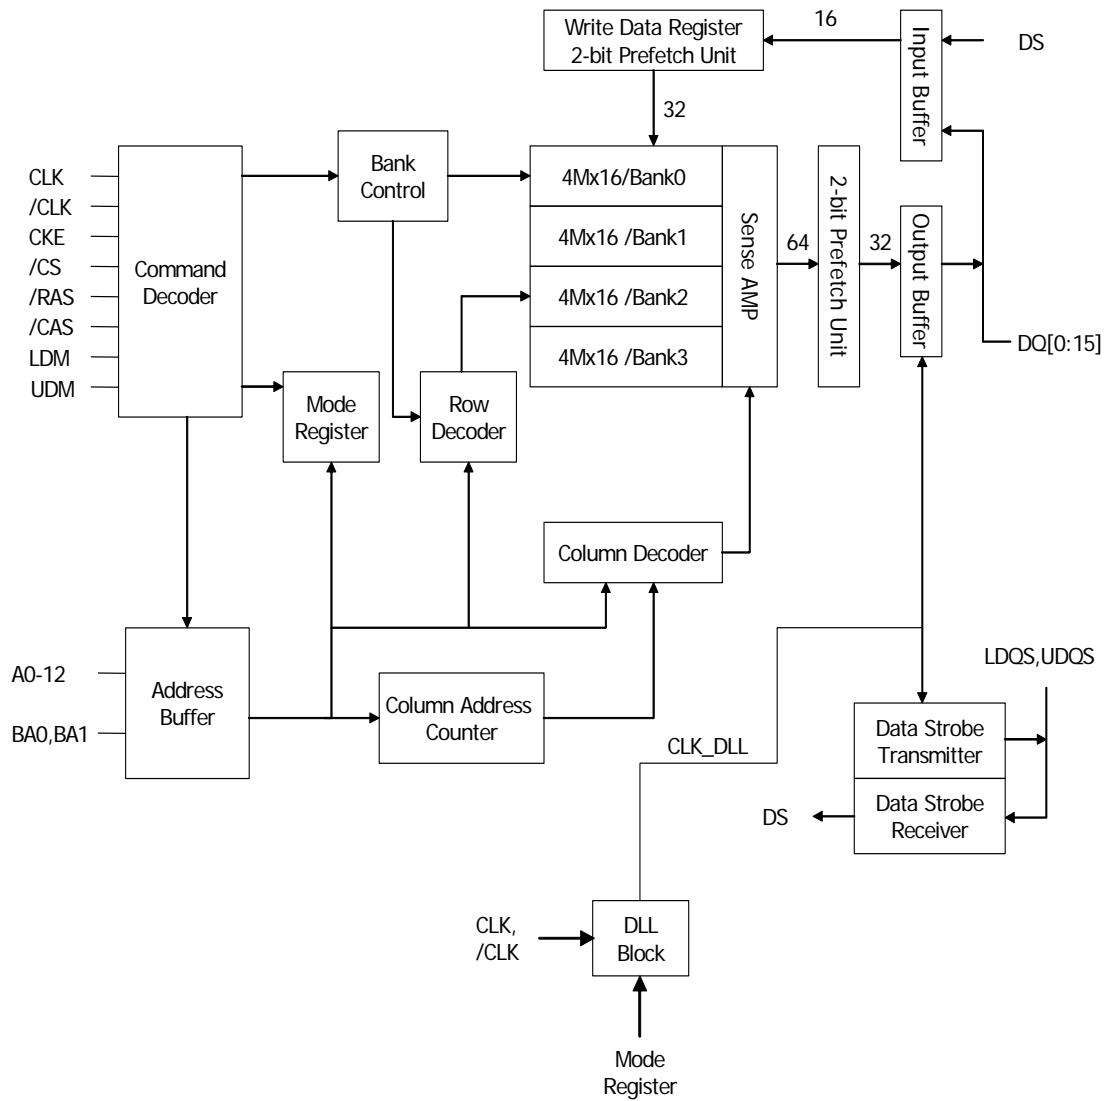 16
Write Data Register
2-bit Prefetch Unit
Input Buffer
DS
32
Bank
Control
CLK
/CLK
CKE
/CS
/RAS
/CAS
LDM
UDM
Command
Decoder
4Mx16/Bank0
4Mx16 /Bank1
4Mx16 /Bank2
4Mx16 /Bank3
Sense AMP
64
2-bit Prefetch Unit
32
Output Buffer
DQ[0:15]
Mode
Register
Row
Decoder
Column Decoder
A0-12
BA0,BA1
Address
Buffer
Column Address
Counter
CLK_DLL
LDQS,UDQS
Data Strobe
Transmitter
Data Strobe
Receiver
DS
CLK,
/CLK
DLL
Block
Mode
Register